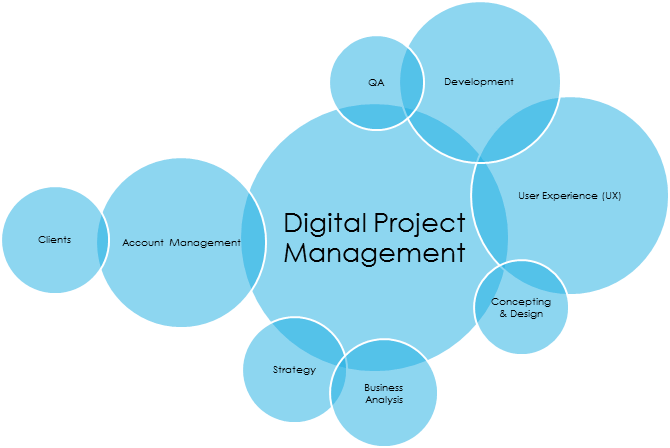 QA
Development
User Experience (UX)
Digital Project
Management
Clients
Account Management
Concepting
& Design
Strategy
Business
Analysis